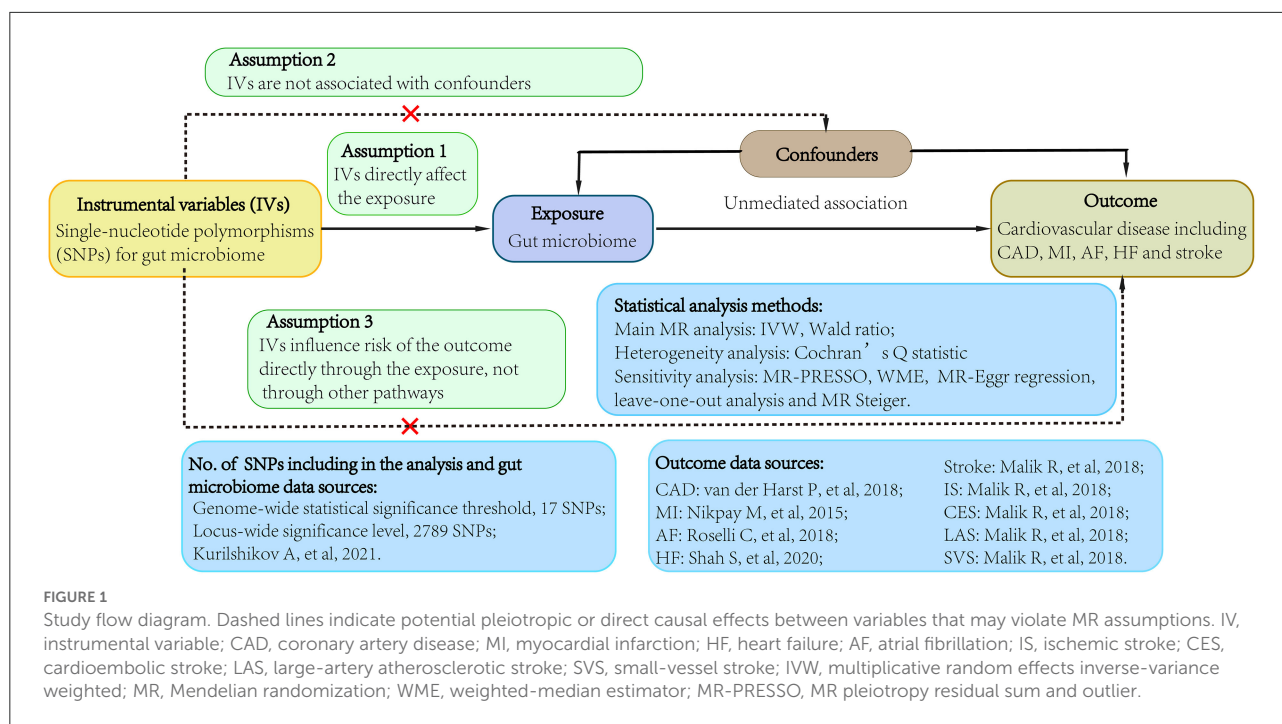 Assumption 2
IVs are not associated with confounders
Assumption 1
IVs directly affect
the exposure
Confounders
Instrumental variables (IVs)
Single-nucleotide polymorphisms
(SNPs) for gut microbiome
Exposure
Gut microbiome
Unmediated association
Outcome
Cardiovascular disease including
CAD, MI, AF, HF and stroke
Assumption 3
IVs influence risk of the outcome
directly through the exposure, not
through other pathways
Statistical analysis methods:
Main MR analysis: IVW, Wald ratio;
Heterogeneity analysis: Cochran’s Q statistic
Sensitivity analysis: MR-PRESSO, WME, MR-Eggr regression,
leave-one-out analysis and MR Steiger.
No. of SNPs including in the analysis and gut
microbiome data sources:
Genome-wide statistical significance threshold, 17 SNPs;
Locus-wide significance level, 2789 SNPs;
Kurilshikov A, et al, 2021.
Outcome data sources:
CAD: van der Harst P, et al, 2018;
MI: Nikpay M, et al, 2015;
AF: Roselli C, et al, 2018;
HF: Shah S, et al, 2020;
Stroke: Malik R, et al, 2018;
IS: Malik R, et al, 2018;
CES: Malik R, et al, 2018;
LAS: Malik R, et al, 2018;
SVS: Malik R, et al, 2018.
FIGURE 1
Study flow diagram. Dashed lines indicate potential pleiotropic or direct causal effects between variables that may violate MR assumptions. IV,
instrumental variable; CAD, coronary artery disease; MI, myocardial infarction; HF, heart failure; AF, atrial fibrillation; IS, ischemic stroke; CES,
cardioembolic stroke; LAS, large-artery atherosclerotic stroke; SVS, small-vessel stroke; IVW, multiplicative random effects inverse-variance
weighted; MR, Mendelian randomization; WME, weighted-median estimator; MR-PRESSO, MR pleiotropy residual sum and outlier.